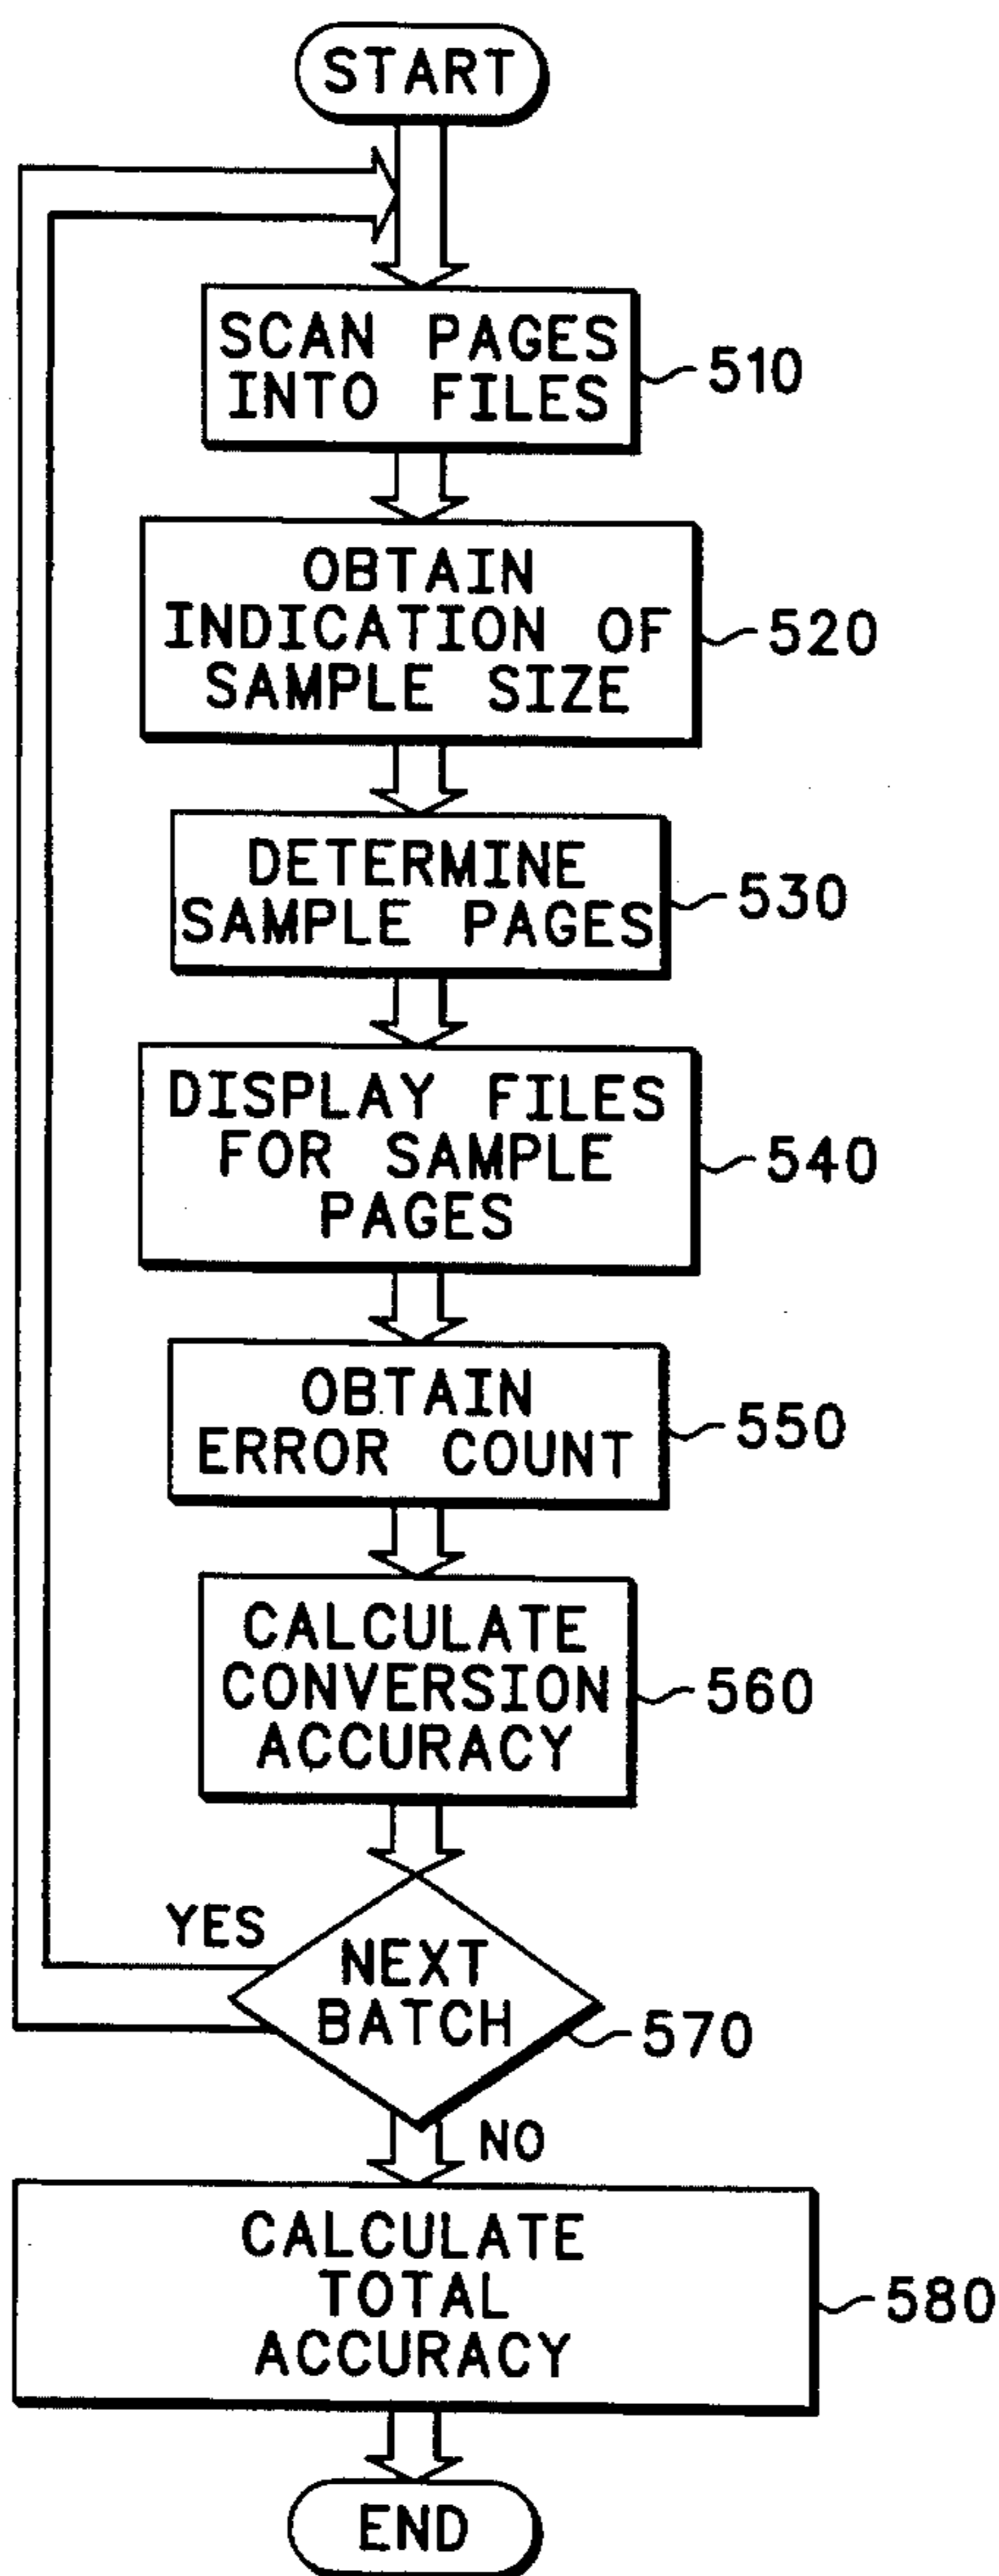 START
SCAN PAGES
INTO FILES
510
OBTAIN
INDICATION OF
SAMPLE SIZE
520
DETERMINE
SAMPLE PAGES
530
DISPLAY FILES
FOR SAMPLE
PAGES
540
OBTAIN
ERROR COUNT
550
CALCULATE
CONVERSION
ACCURACY
560
YES
NEXT
BATCH
570
NO
CALCULATE
TOTAL
ACCURACY
580
END